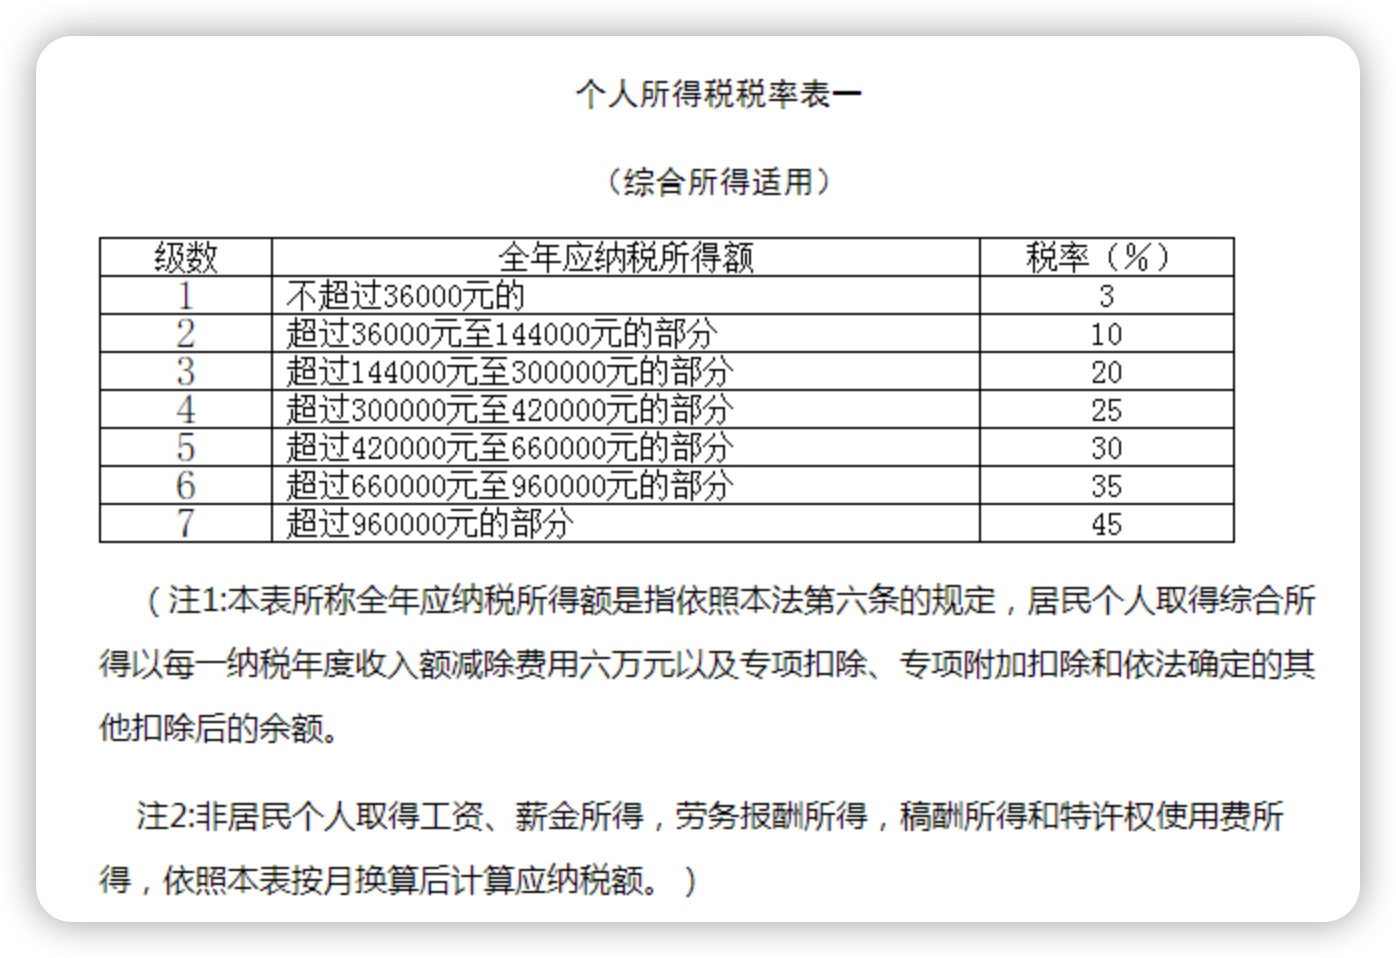 个人所得税税率表一
（综合所得适用）
级数 全年应纳税所得额 税率（%）
1 不超过36000元的 3
2 超过36000元至144000元的部分 10
3 超过144000元至300000元的部分 20
4 超过300000元至420000元的部分 25
5 超过420000元至660000元的部分 30
6 超过660000元至960000元的部分 35
7 超过960000元的部分 45
（注1:本表所称全年应纳税所得额是指依照本法第六条的规定，居民个人取得综合所
得以每一纳税年度收入额减除费用六万元以及专项扣除、专项附加扣除和依法确定的其
他扣除后的余额。
注2:非居民个人取得工资、薪金所得，劳务报酬所得，稿酬所得和特许权使用费所
得，依照本表按月换算后计算应纳税额。）